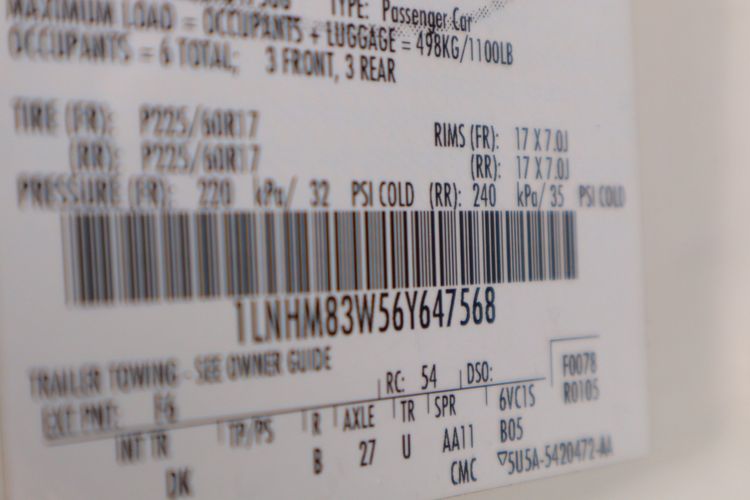 TYPE: Passenger Car
MAXIMUM LOAD = OCCUPANTS + LUGGAGE = 498KG/1100LB
OCCUPANTS = 6 TOTAL; 3 FRONT, 3 REAR
TIRE (FR): P225/60R17 RIMS (FR): 17 X 7.0J
(RR): P225/60R17 (RR): 17 X 7.0J
PRESSURE (FR): 220 kPa/ 32 PSI COLD (RR): 240 kPa/ 35 PSI COLD
1LNHM83W56Y647568
TRAILER TOWING - SEE OWNER GUIDE
RC: 54 DSO: F0078
EXT PNT: F6 R0105
INT TR TP/PS R AXLE TR SPR 6VC1S
DK B 27 U AA11 B05
CMC ▽5U5A-5420472-AA